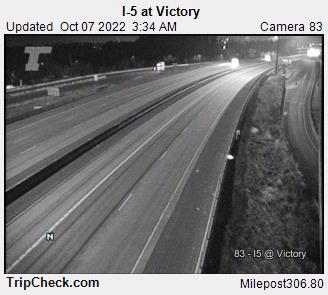 I-5 at Victory
Updated Oct 07 2022 3:34 AM Camera 83
T
N
83 - I5 @ Victory
TripCheck.com Milepost306.80